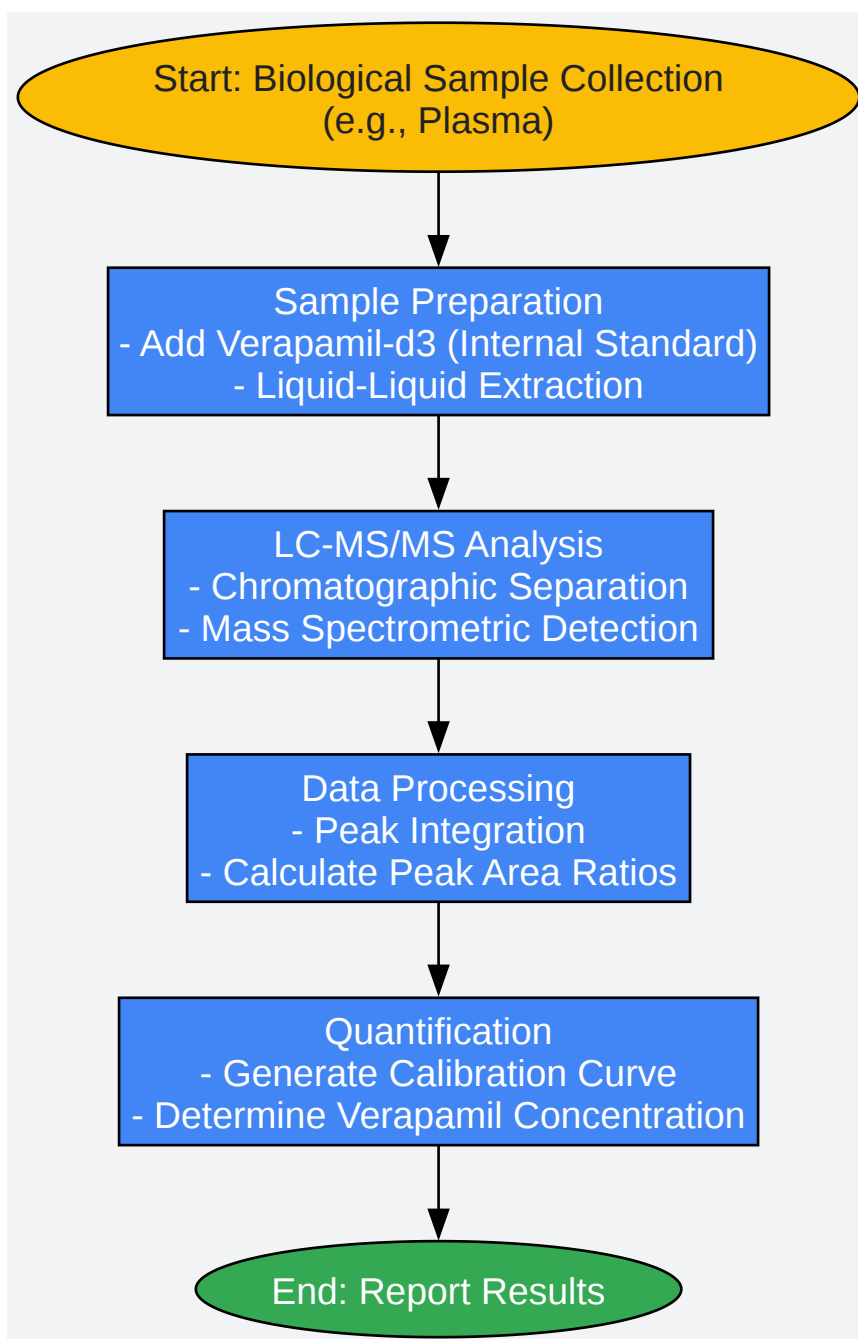 Start: Biological Sample Collection
(e.g., Plasma)
Sample Preparation
- Add Verapamil-d3 (Internal Standard)
- Liquid-Liquid Extraction
LC-MS/MS Analysis
- Chromatographic Separation
- Mass Spectrometric Detection
Data Processing
- Peak Integration
- Calculate Peak Area Ratios
Quantification
- Generate Calibration Curve
- Determine Verapamil Concentration
End: Report Results